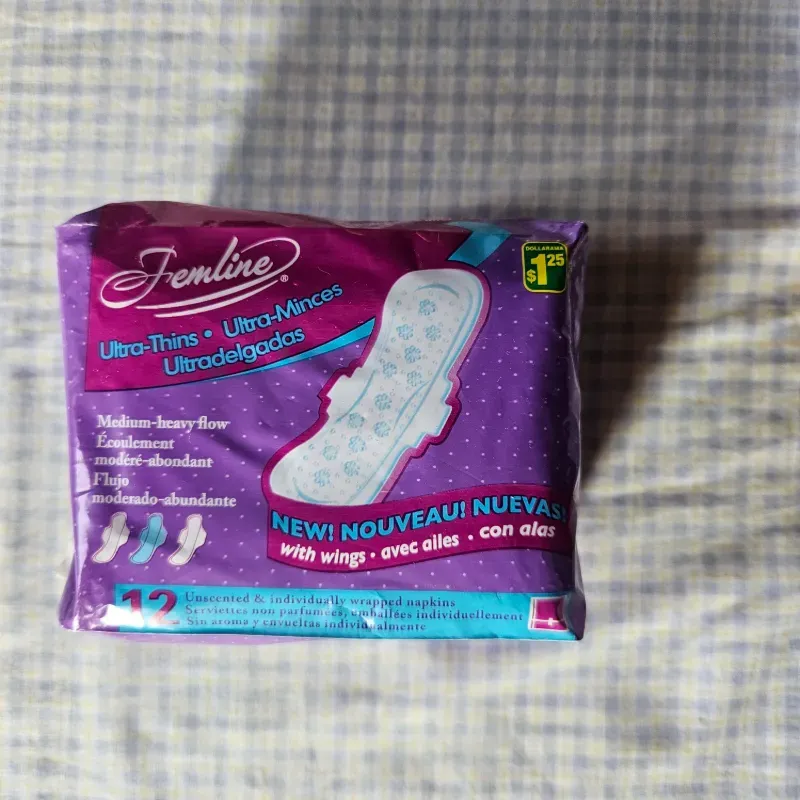 Femline®
DOLLARAMA
$1 25
Ultra-Thins • Ultra-Minces
Ultradelgadas
Medium-heavy flow
Écoulement
modéré-abondant
Flujo
moderado-abundante
NEW! NOUVEAU! NUEVAS!
with wings • avec ailes • con alas
12
Unscented & individually wrapped napkins
Serviettes non parfumées, emballées individuellement
Sin aroma y envueltas individualmente